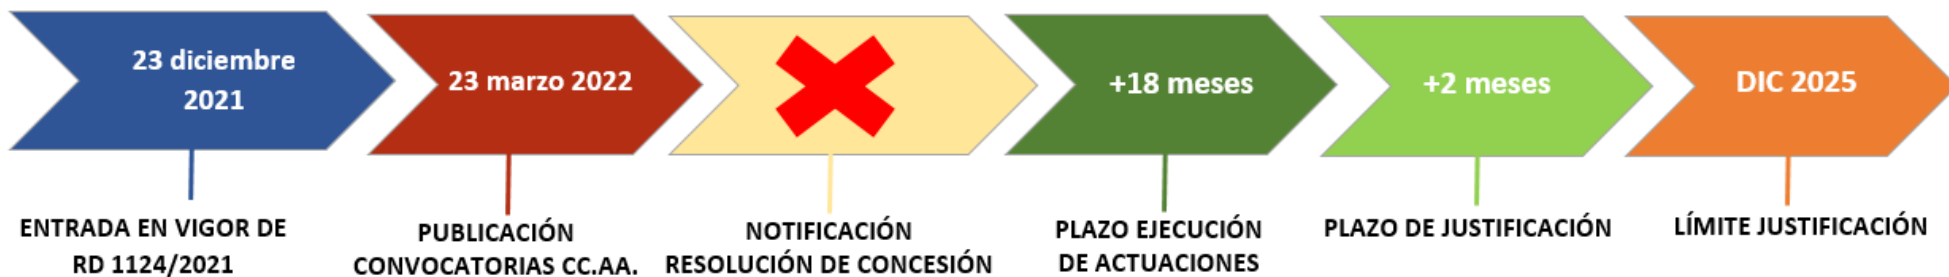 23 diciembre
2021
23 marzo 2022
+18 meses
+2 meses
DIC 2025
ENTRADA EN VIGOR DE
RD 1124/2021
PUBLICACIÓN
CONVOCATORIAS CC.AA.
NOTIFICACIÓN
RESOLUCIÓN DE CONCESIÓN
PLAZO EJECUCIÓN
DE ACTUACIONES
PLAZO DE JUSTIFICACIÓN
LÍMITE JUSTIFICACIÓN